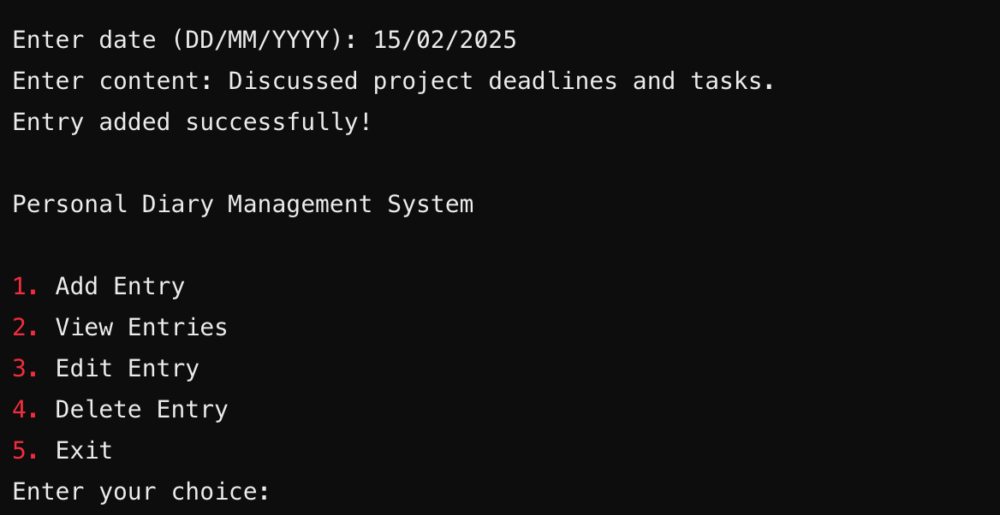 Enter date (DD/MM/YYYY): 15/02/2025
Enter content: Discussed project deadlines and tasks.
Entry added successfully!
Personal Diary Management System
1. Add Entry
2. View Entries
3. Edit Entry
4. Delete Entry
5. Exit
Enter your choice: